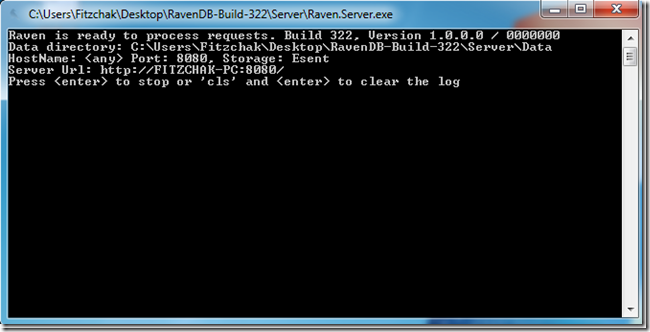 C:\Users\Fitzchak\Desktop\RavenDB-Build-322\Server\Raven.Server.exe
Raven is ready to process requests. Build 322, Version 1.0.0.0 / 0000000
Data directory: C:\Users\Fitzchak\Desktop\RavenDB-Build-322\Server\Data
HostName: <any> Port: 8080, Storage: Esent
Server Url: http://FITZCHAK-PC:8080/
Press <enter> to stop or 'cls' and <enter> to clear the log